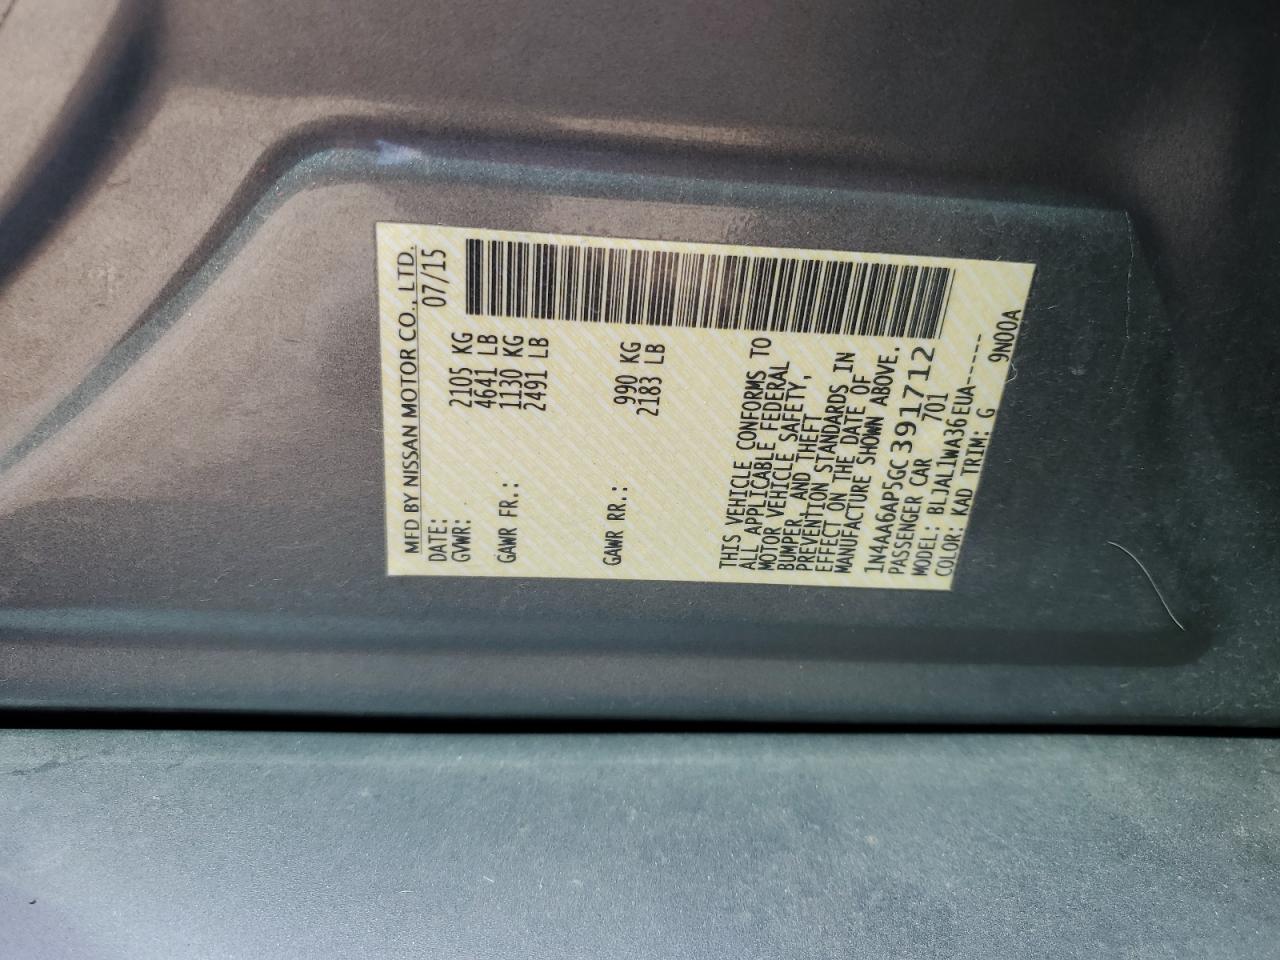 MFD BY NISSAN MOTOR CO., LTD.
DATE: 07/15
GVWR: 2105 KG
4641 LB
GAWR FR.: 1130 KG
2491 LB
GAWR RR.: 990 KG
2183 LB
THIS VEHICLE CONFORMS TO
ALL APPLICABLE FEDERAL
MOTOR VEHICLE SAFETY,
BUMPER, AND THEFT
PREVENTION STANDARDS IN
EFFECT ON THE DATE OF
MANUFACTURE SHOWN ABOVE.
1N4AA6AP5GC391712
PASSENGER CAR 701
MODEL: BLJAL1WA36EUA-----
COLOR: KAD TRIM: G 9N00A